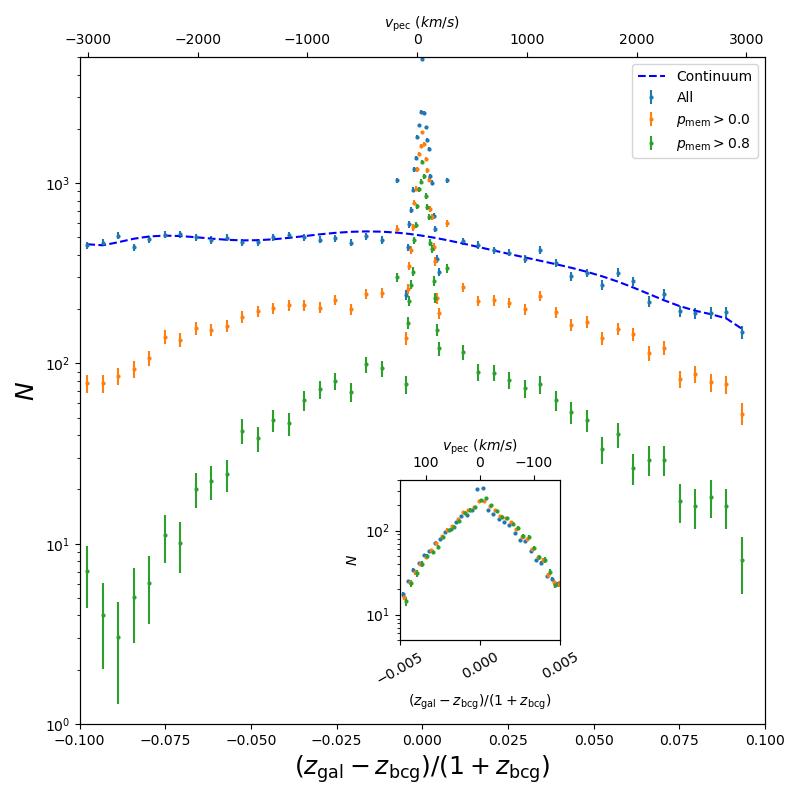 v_pec (km/s)
−3000 −2000 −1000 0 1000 2000 3000
Continuum
All
p_mem > 0.0
p_mem > 0.8
10^3
10^2
10^1
10^0
N
v_pec (km/s)
100 0 −100
10^2
10^1
N
−0.005 0.000 0.005
(z_gal − z_bcg)/(1 + z_bcg)
−0.100 −0.075 −0.050 −0.025 0.000 0.025 0.050 0.075 0.100
(z_gal − z_bcg)/(1 + z_bcg)